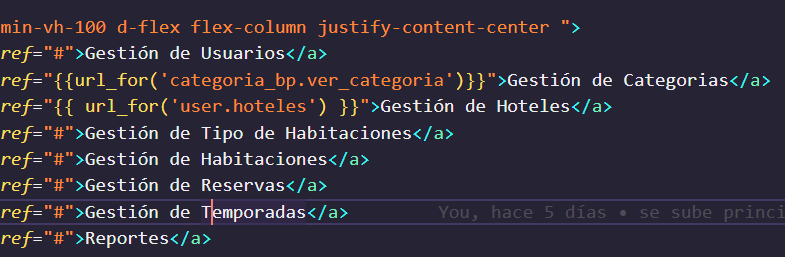 min-vh-100 d-flex flex-column justify-content-center ">
ref="#">Gestión de Usuarios</a>
ref="{{url_for('categoria_bp.ver_categoria')}}">Gestión de Categorias</a>
ref="{{ url_for('user.hoteles') }}">Gestión de Hoteles</a>
ref="#">Gestión de Tipo de Habitaciones</a>
ref="#">Gestión de Habitaciones</a>
ref="#">Gestión de Reservas</a>
ref="#">Gestión de Temporadas</a> You, hace 5 días • se sube princi
ref="#">Reportes</a>